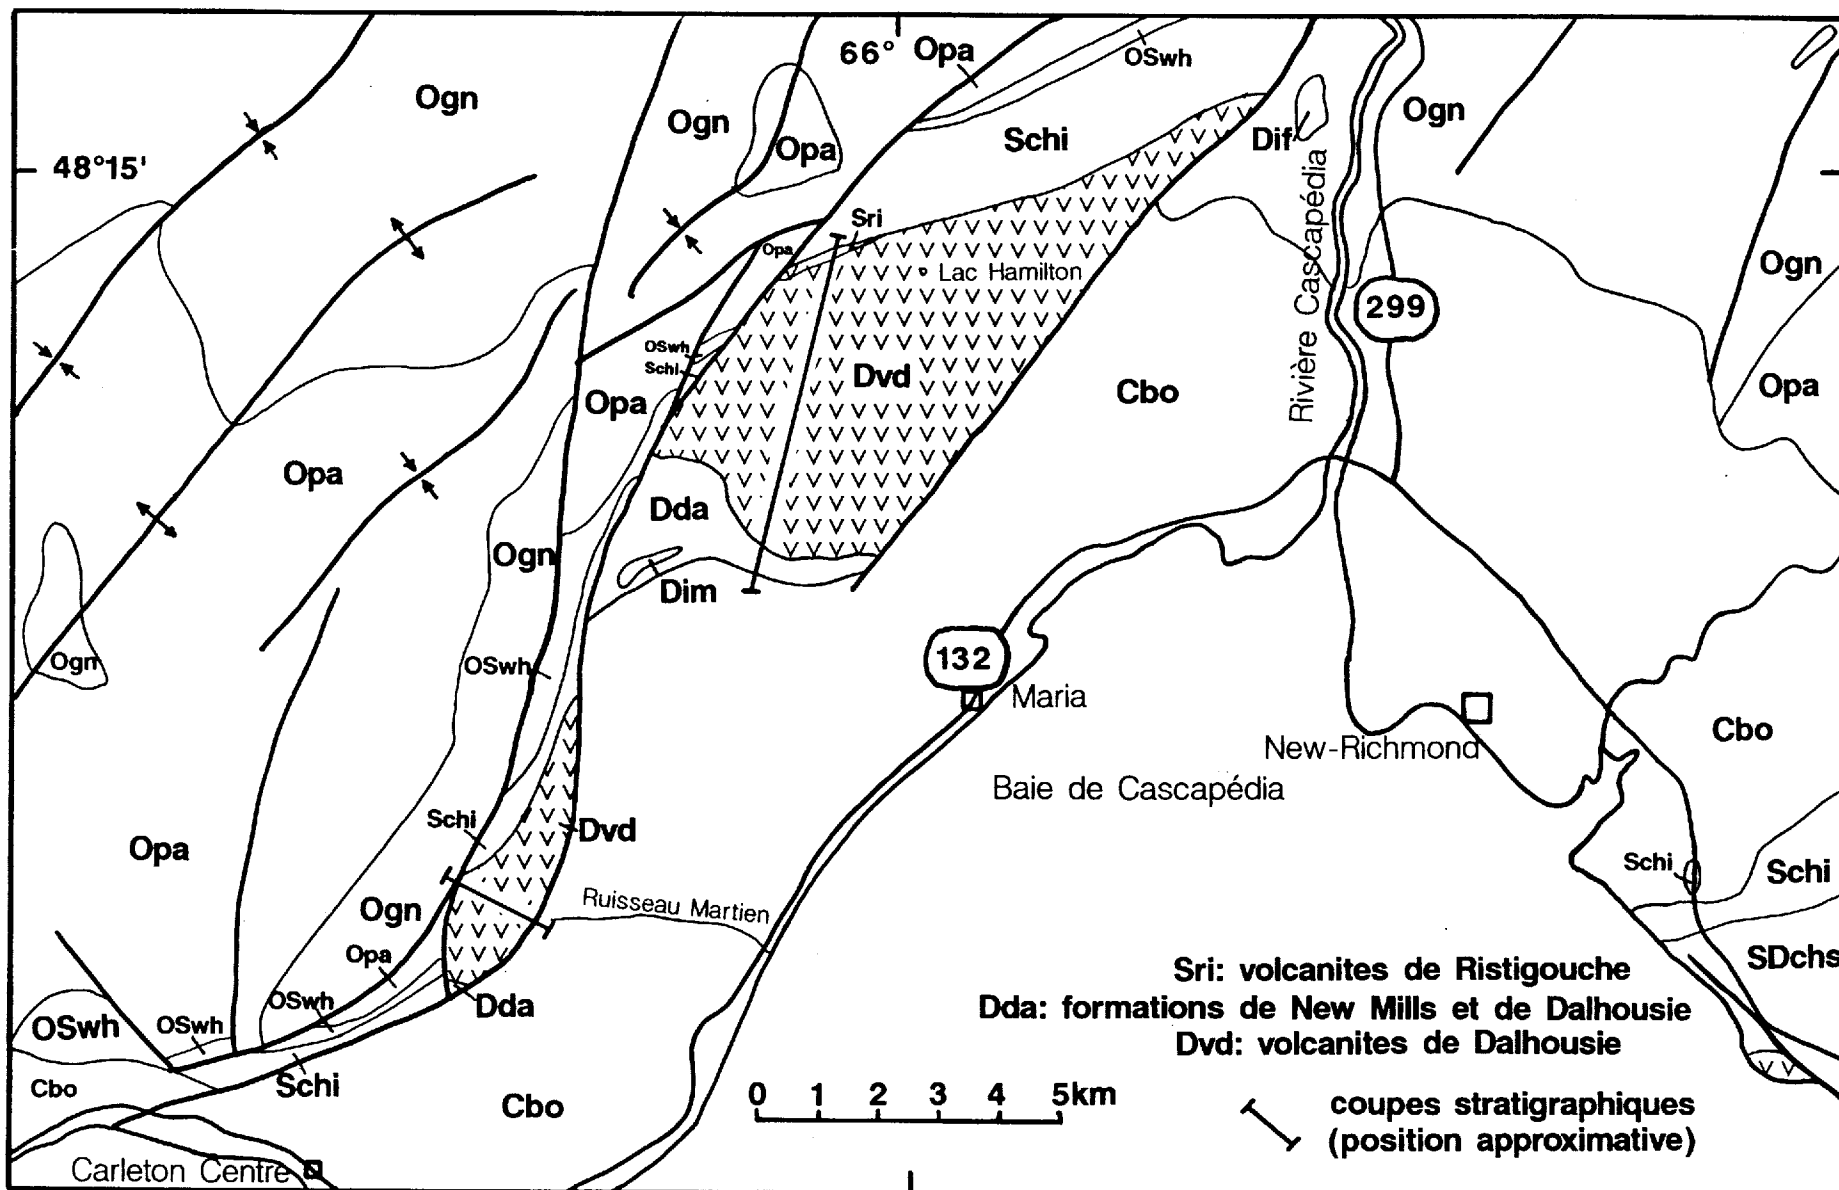 66°
Opa
OSwh
Ogn
Ogn
Opa
Schi
Dif
Ogn
48°15'
Rivière Cascapédia
Sri
Opa
Lac Hamilton
Ogn
299
OSwh
Schi
Dvd
Cbo
Opa
Opa
Opa
Dda
Ogn
Dim
132
Ogn
OSwh
Maria
Cbo
New-Richmond
Baie de Cascapédia
Schi
Dvd
Opa
Schi
Schi
Ruisseau Martien
Ogn
Opa
SDchs
Sri: volcanites de Ristigouche
OSwh
Dda
Dda: formations de New Mills et de Dalhousie
OSwh
OSwh
Dvd: volcanites de Dalhousie
Cbo
Schi
Cbo
0 1 2 3 4 5km
coupes stratigraphiques
(position approximative)
Carleton Centre